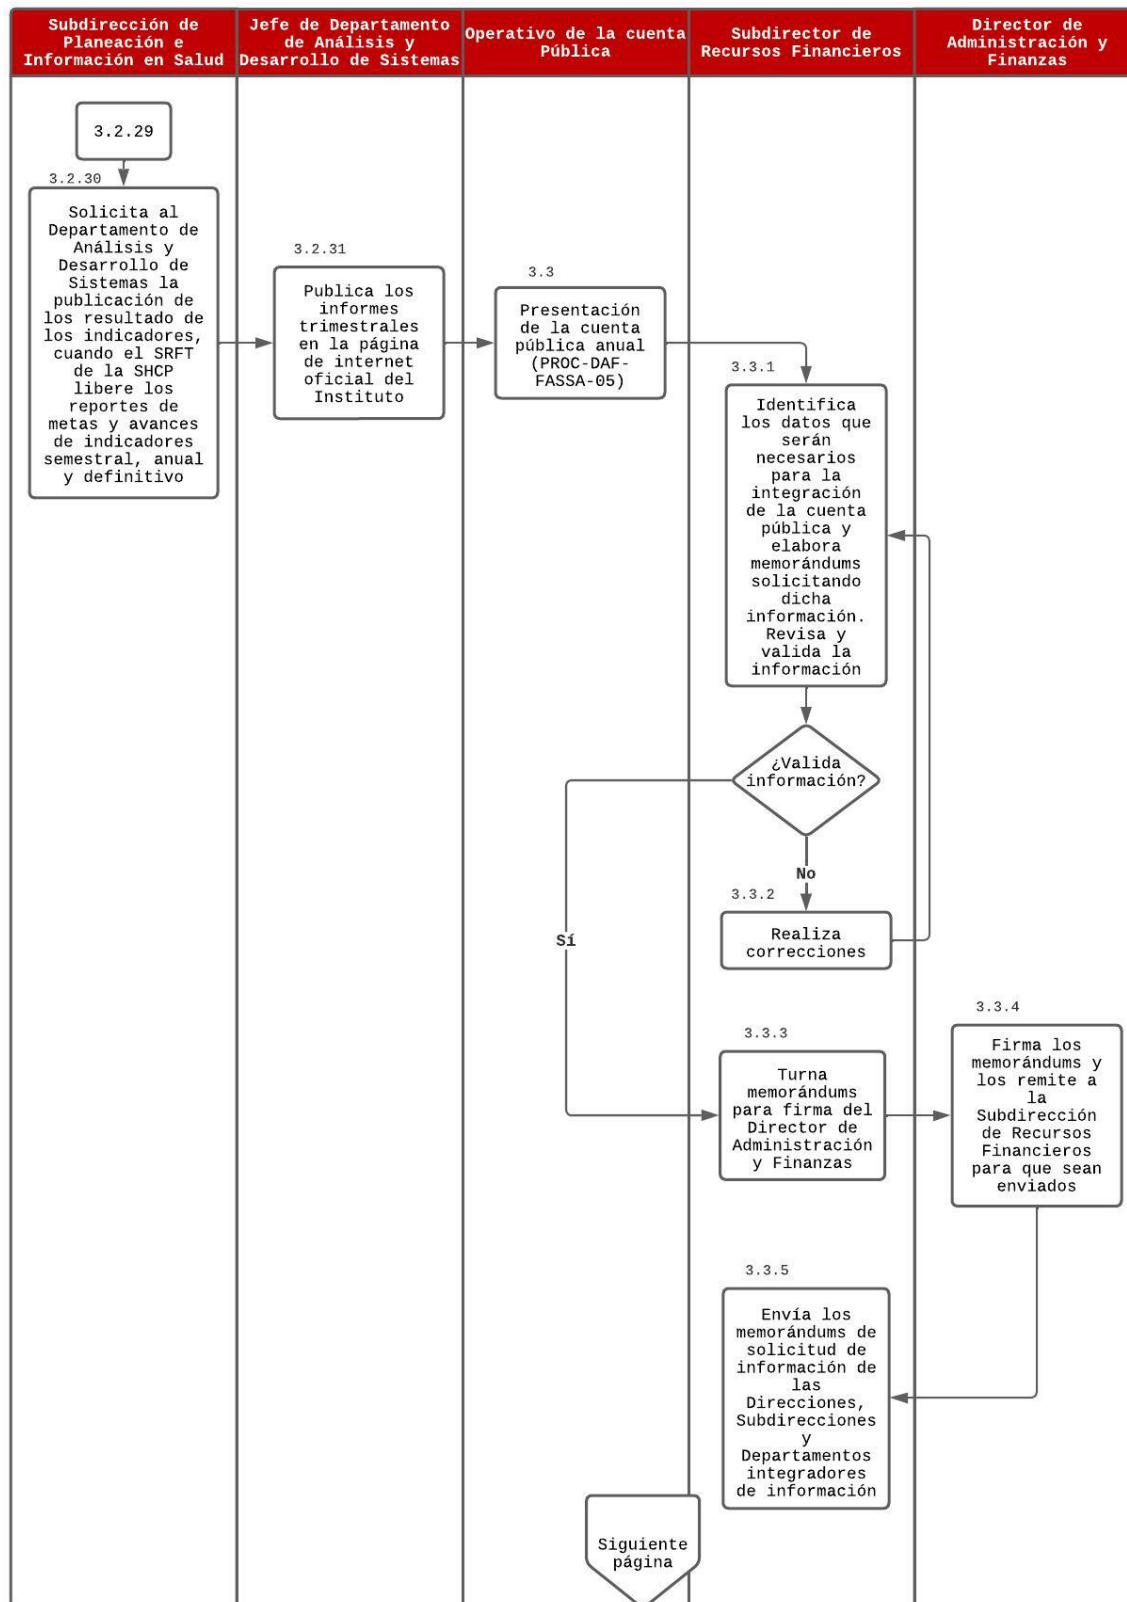 Subdirección de
Planeación e
Información en Salud
Jefe de Departamento
de Análisis y
Desarrollo de Sistemas
Operativo de la cuenta
Pública
Subdirector de
Recursos Financieros
Director de
Administración y
Finanzas
3.2.29
3.2.30
Solicita al
Departamento de
Análisis y
Desarrollo de
Sistemas la
publicación de
los resultado de
los indicadores,
cuando el SRFT
de la SHCP
libere los
reportes de
metas y avances
de indicadores
semestral, anual
y definitivo
3.2.31
Publica los
informes
trimestrales
en la página
de internet
oficial del
Instituto
3.3
Presentación
de la cuenta
pública anual
(PROC-DAF-
FASSA-05)
3.3.1
Identifica
los datos que
serán
necesarios
para la
integración
de la cuenta
pública y
elabora
memorándums
solicitando
dicha
información.
Revisa y
valida la
información
¿Valida
información?
No
3.3.2
Realiza
correcciones
Sí
3.3.3
Turna
memorándums
para firma del
Director de
Administración
y Finanzas
3.3.4
Firma los
memorándums y
los remite a
la
Subdirección
de Recursos
Financieros
para que sean
enviados
3.3.5
Envía los
memorándums de
solicitud de
información de
las
Direcciones,
Subdirecciones
y
Departamentos
integradores
de información
Siguiente
página